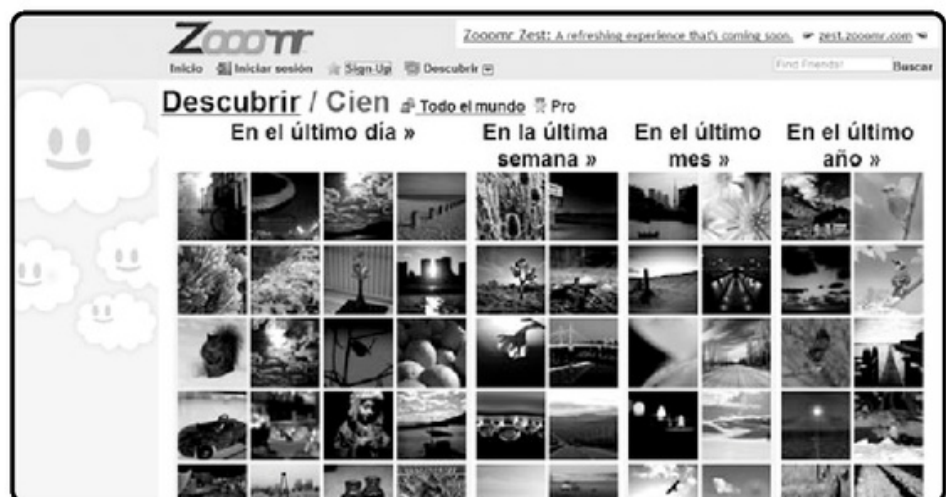 Zooomr
Zooomr Zest: A refreshing experience that's coming soon. zest.zooomr.com
Inicio Iniciar sesión Sign Up Descubrir
Find Friends! Buscar
Descubrir / Cien Todo el mundo Pro
En el último día »
En la última semana »
En el último mes »
En el último año »